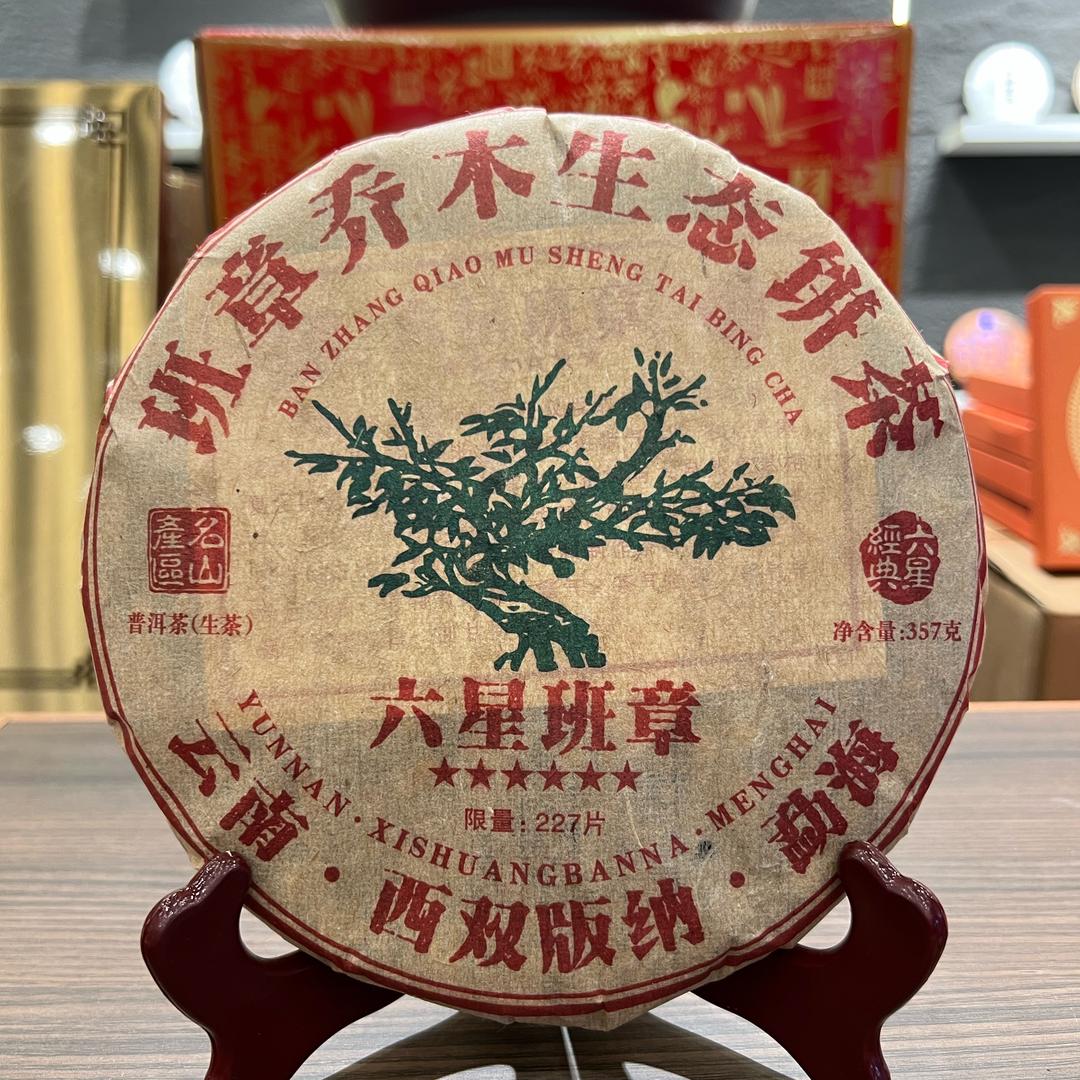 班章乔木生态饼茶
BAN ZHANG QIAO MU SHENG TAI BING CHA
名山
產區
普洱茶(生茶)
六星
經典
净含量:357克
六星班章
★★★★★★
限量:227片
YUNNAN·XISHUANGBANNA·MENGHAI
云南·西双版纳·勐海